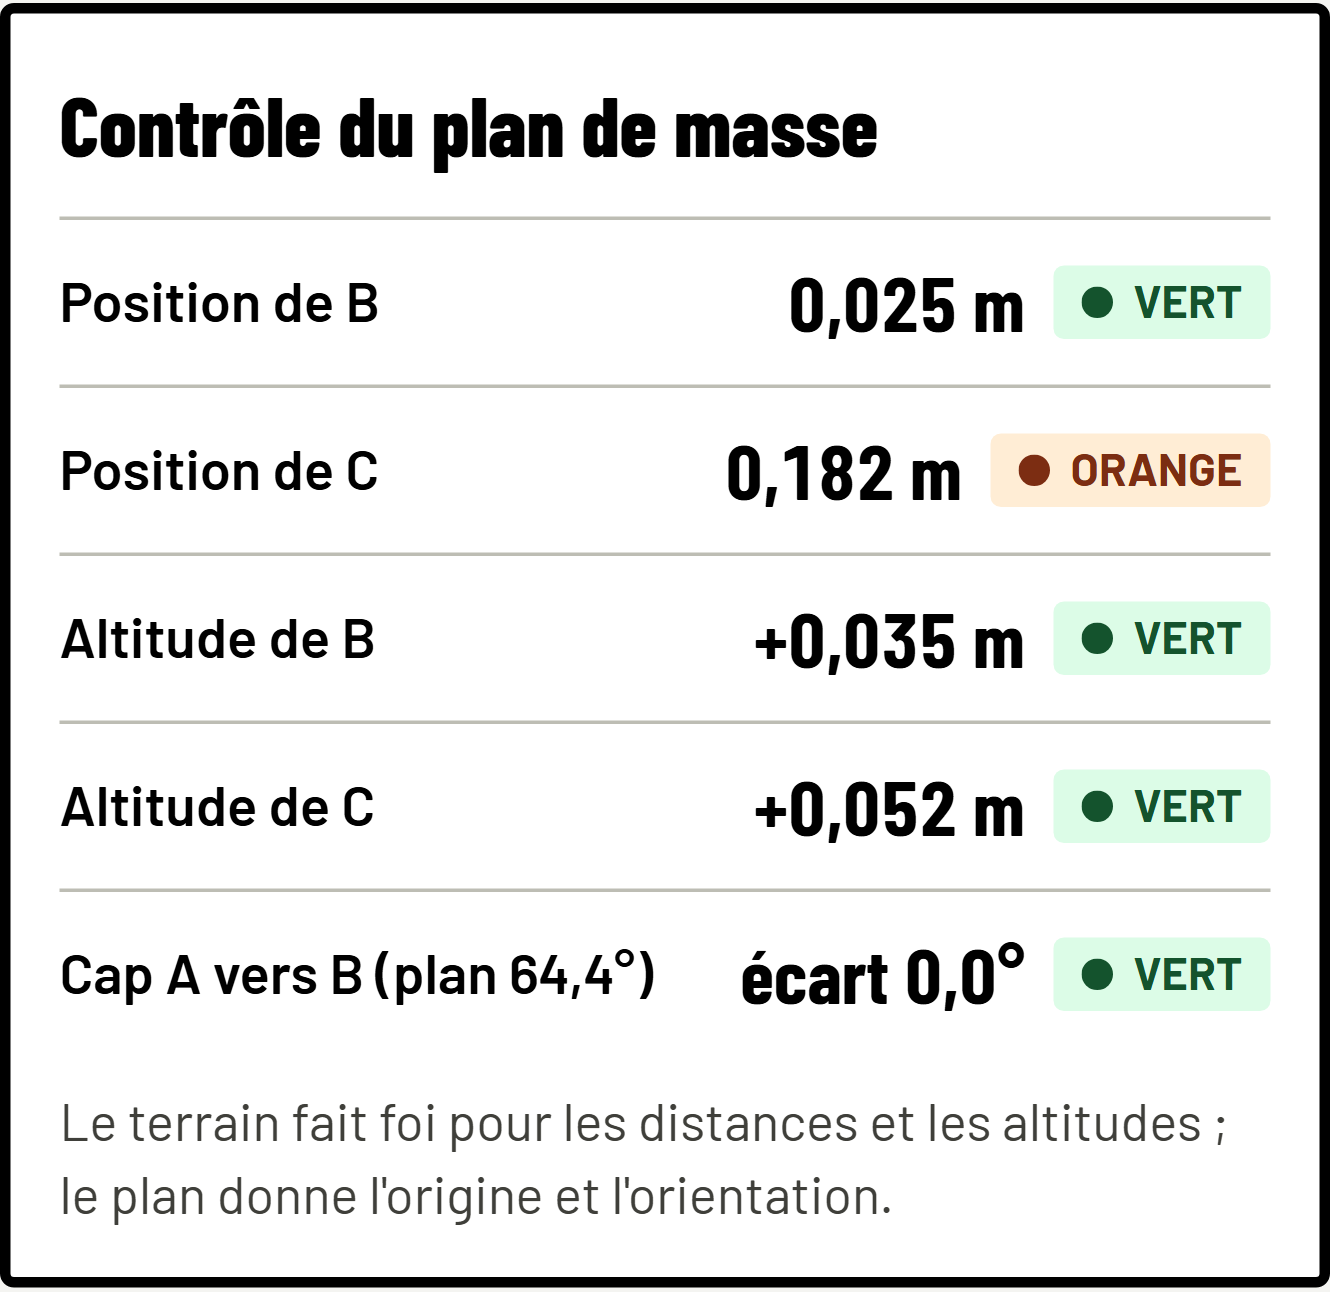 Contrôle du plan de masse
Position de B 0,025 m VERT
Position de C 0,182 m ORANGE
Altitude de B +0,035 m VERT
Altitude de C +0,052 m VERT
Cap A vers B (plan 64,4°) écart 0,0° VERT
Le terrain fait foi pour les distances et les altitudes ;
le plan donne l'origine et l'orientation.